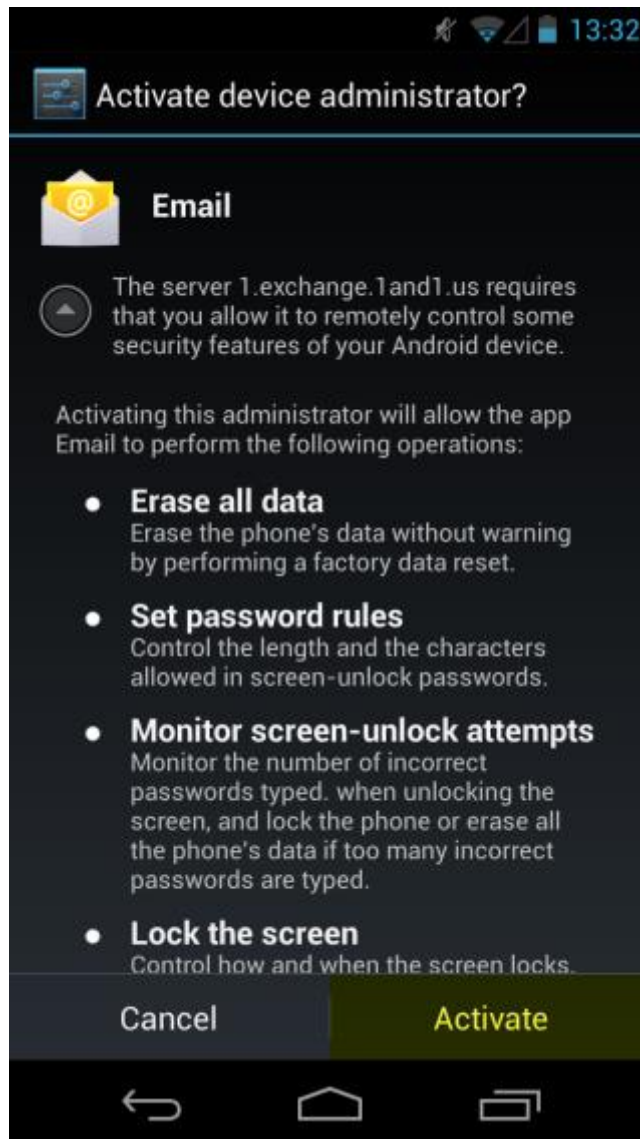 13:32
Activate device administrator?
Email
The server 1.exchange.1and1.us requires
that you allow it to remotely control some
security features of your Android device.
Activating this administrator will allow the app
Email to perform the following operations:
Erase all data
Erase the phone's data without warning
by performing a factory data reset.
Set password rules
Control the length and the characters
allowed in screen-unlock passwords.
Monitor screen-unlock attempts
Monitor the number of incorrect
passwords typed. when unlocking the
screen, and lock the phone or erase all
the phone's data if too many incorrect
passwords are typed.
Lock the screen
Control how and when the screen locks.
Cancel
Activate